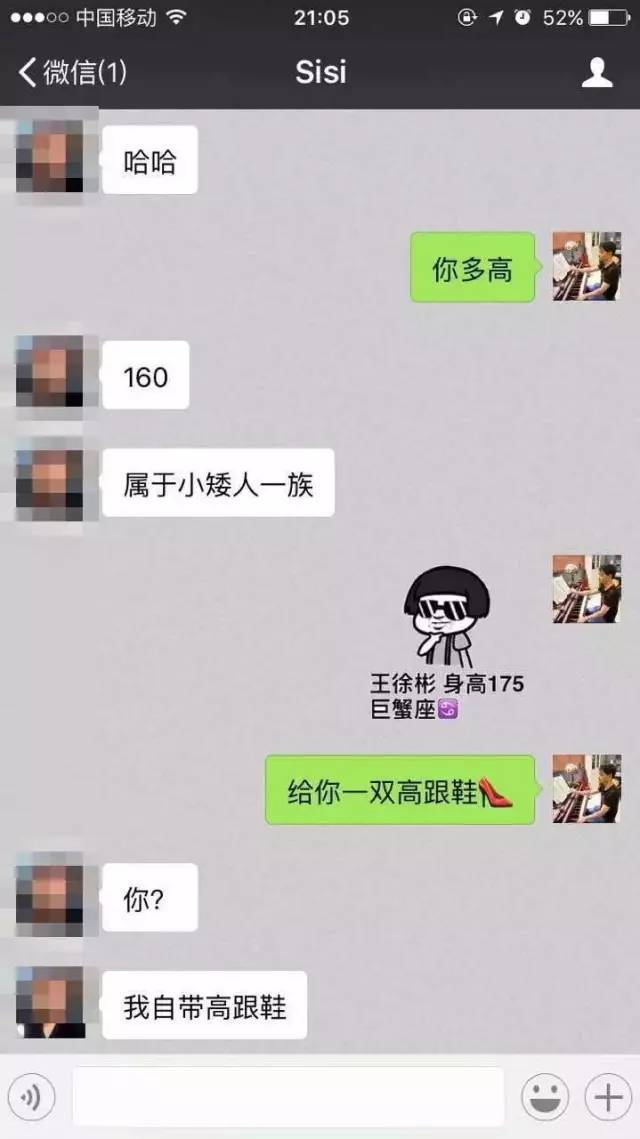 中国移动 21:05 52%
微信(1) Sisi
哈哈
你多高
160
属于小矮人一族
王徐彬 身高175
巨蟹座♋
给你一双高跟鞋👠
你?
我自带高跟鞋